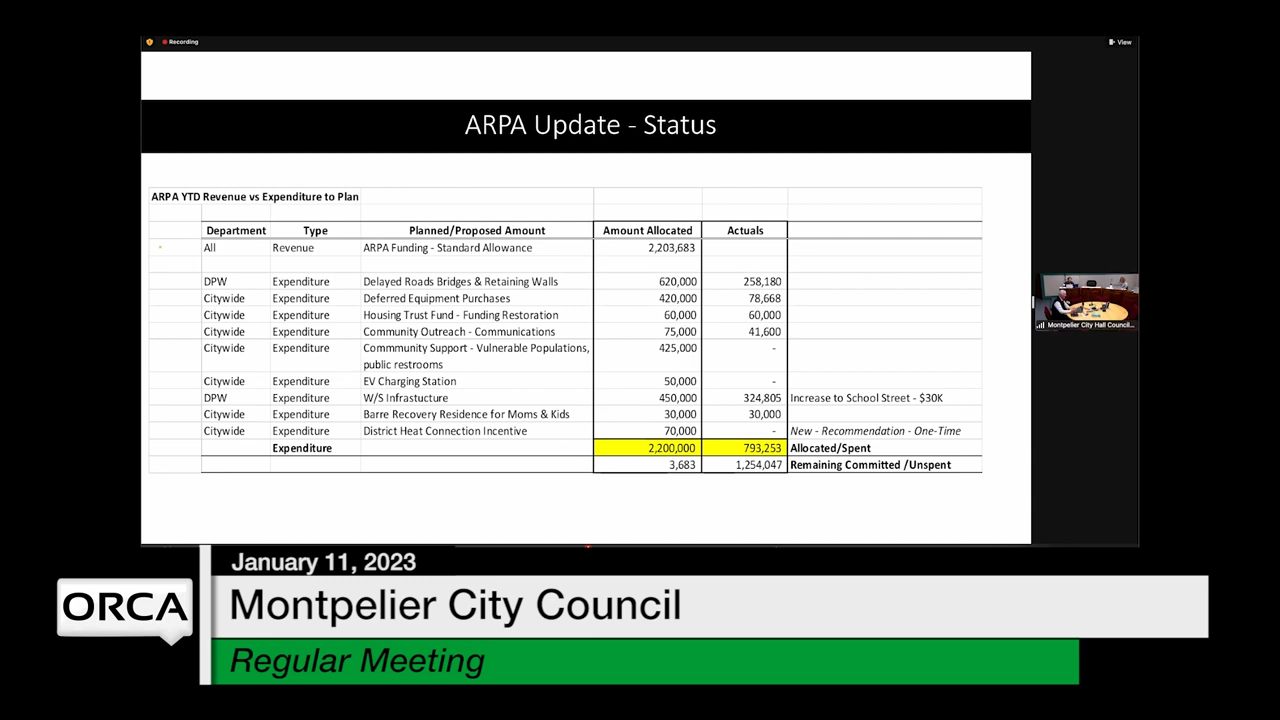 Recording
View
ARPA Update - Status
ARPA YTD Revenue vs Expenditure to Plan
Department Type Planned/Proposed Amount Amount Allocated Actuals
All Revenue ARPA Funding - Standard Allowance 2,203,683
DPW Expenditure Delayed Roads Bridges & Retaining Walls 620,000 258,180
Citywide Expenditure Deferred Equipment Purchases 420,000 78,668
Citywide Expenditure Housing Trust Fund - Funding Restoration 60,000 60,000
Citywide Expenditure Community Outreach - Communications 75,000 41,600
Citywide Expenditure Commmunity Support - Vulnerable Populations, 425,000 -
public restrooms
Citywide Expenditure EV Charging Station 50,000 -
DPW Expenditure W/S Infrastucture 450,000 324,805 Increase to School Street - $30K
Citywide Expenditure Barre Recovery Residence for Moms & Kids 30,000 30,000
Citywide Expenditure District Heat Connection Incentive 70,000 - New - Recommendation - One-Time
Expenditure 2,200,000 793,253 Allocated/Spent
3,683 1,254,047 Remaining Committed /Unspent
Montpelier City Hall Council...
January 11, 2023
ORCA
Montpelier City Council
Regular Meeting